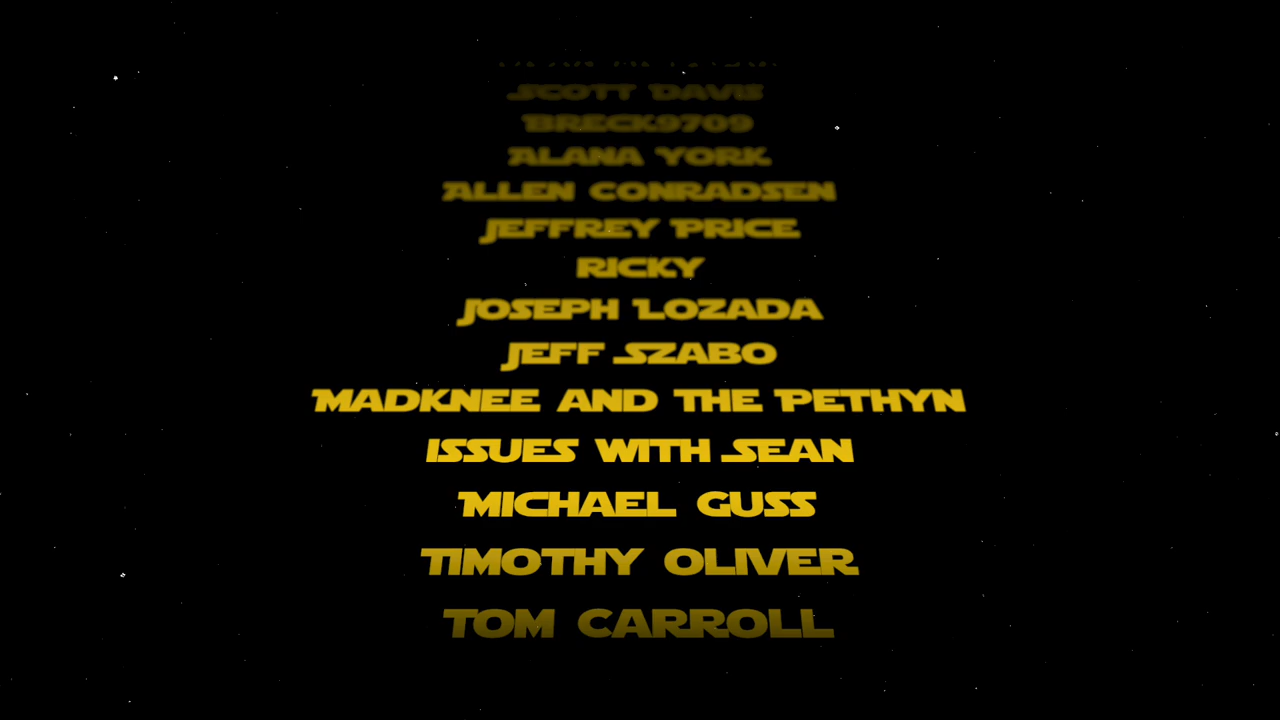 Scott Davis
Breck9709
Alana York
Allen Conradsen
Jeffrey Price
Ricky
Joseph Lozada
Jeff Szabo
Madknee and the Pethyn
Issues with Sean
Michael Guss
Timothy Oliver
Tom Carroll